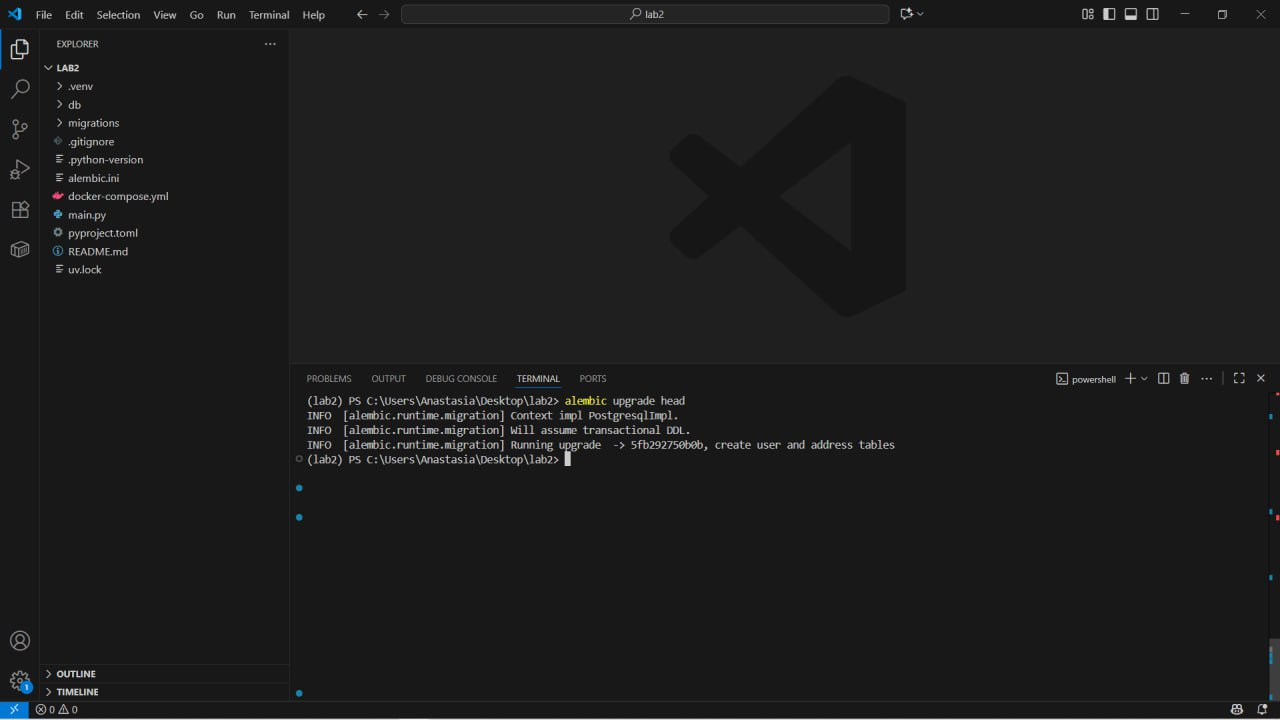 File Edit Selection View Go Run Terminal Help
lab2
EXPLORER
LAB2
.venv
db
migrations
.gitignore
.python-version
alembic.ini
docker-compose.yml
main.py
pyproject.toml
README.md
uv.lock
PROBLEMS OUTPUT DEBUG CONSOLE TERMINAL PORTS
powershell
(lab2) PS C:\Users\Anastasia\Desktop\lab2> alembic upgrade head
INFO  [alembic.runtime.migration] Context impl PostgresqlImpl.
INFO  [alembic.runtime.migration] Will assume transactional DDL.
INFO  [alembic.runtime.migration] Running upgrade  -> 5fb292750b0b, create user and address tables
(lab2) PS C:\Users\Anastasia\Desktop\lab2>
OUTLINE
1
TIMELINE
0 0